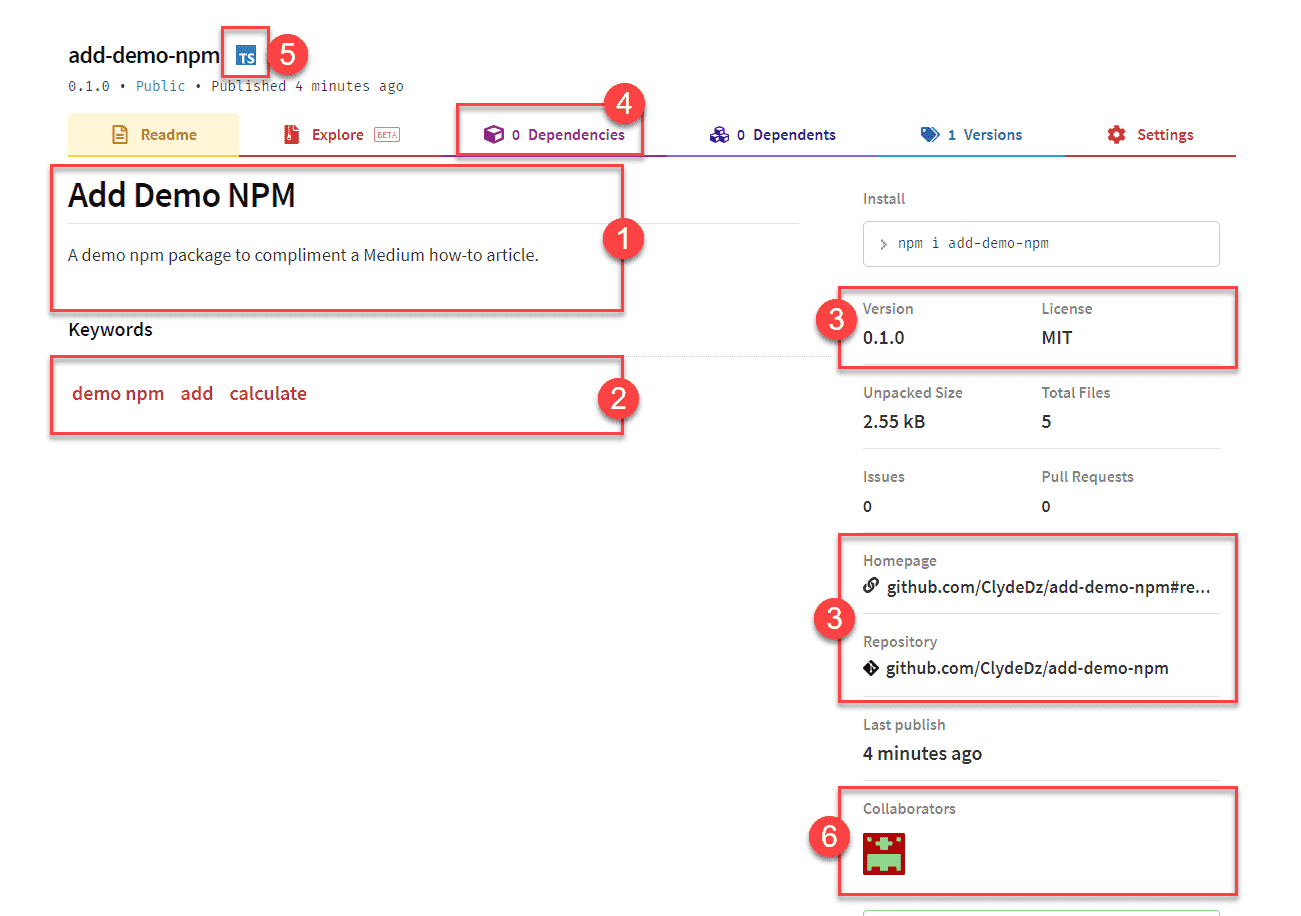 add-demo-npm TS 5
0.1.0 • Public • Published 4 minutes ago
4
Readme
Explore BETA
0 Dependencies
0 Dependents
1 Versions
Settings
Add Demo NPM
1
A demo npm package to compliment a Medium how-to article.
Keywords
demo npm add calculate
2
Install
> npm i add-demo-npm
3
Version
0.1.0
License
MIT
Unpacked Size
2.55 kB
Total Files
5
Issues
0
Pull Requests
0
3
Homepage
github.com/ClydeDz/add-demo-npm#re...
Repository
github.com/ClydeDz/add-demo-npm
Last publish
4 minutes ago
6
Collaborators